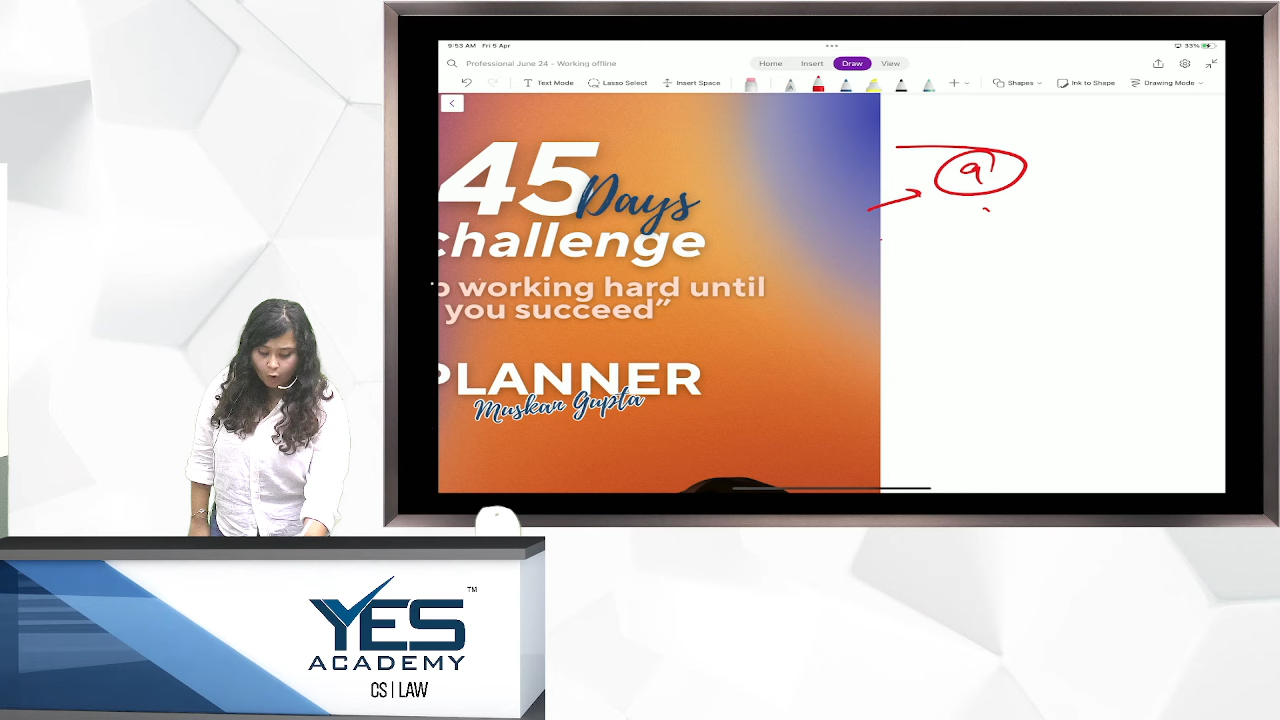 9:53 AM Fri 5 Apr
33%
Professional June 24 - Working offline
Home Insert Draw View
Text Mode Lasso Select Insert Space Shapes Ink to Shape Drawing Mode
45 Days
challenge
working hard until
you succeed”
PLANNER
Muskan Gupta
YES ™
ACADEMY
CS | LAW